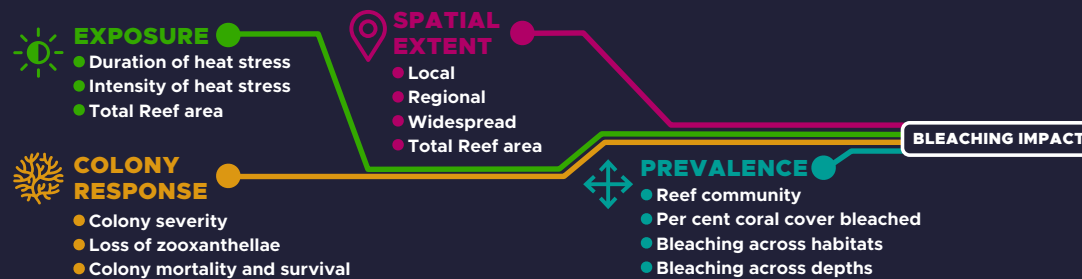 EXPOSURE
Duration of heat stress
Intensity of heat stress
Total Reef area
SPATIAL
EXTENT
Local
Regional
Widespread
Total Reef area
COLONY
RESPONSE
Colony severity
Loss of zooxanthellae
Colony mortality and survival
PREVALENCE
Reef community
Per cent coral cover bleached
Bleaching across habitats
Bleaching across depths
BLEACHING IMPACT